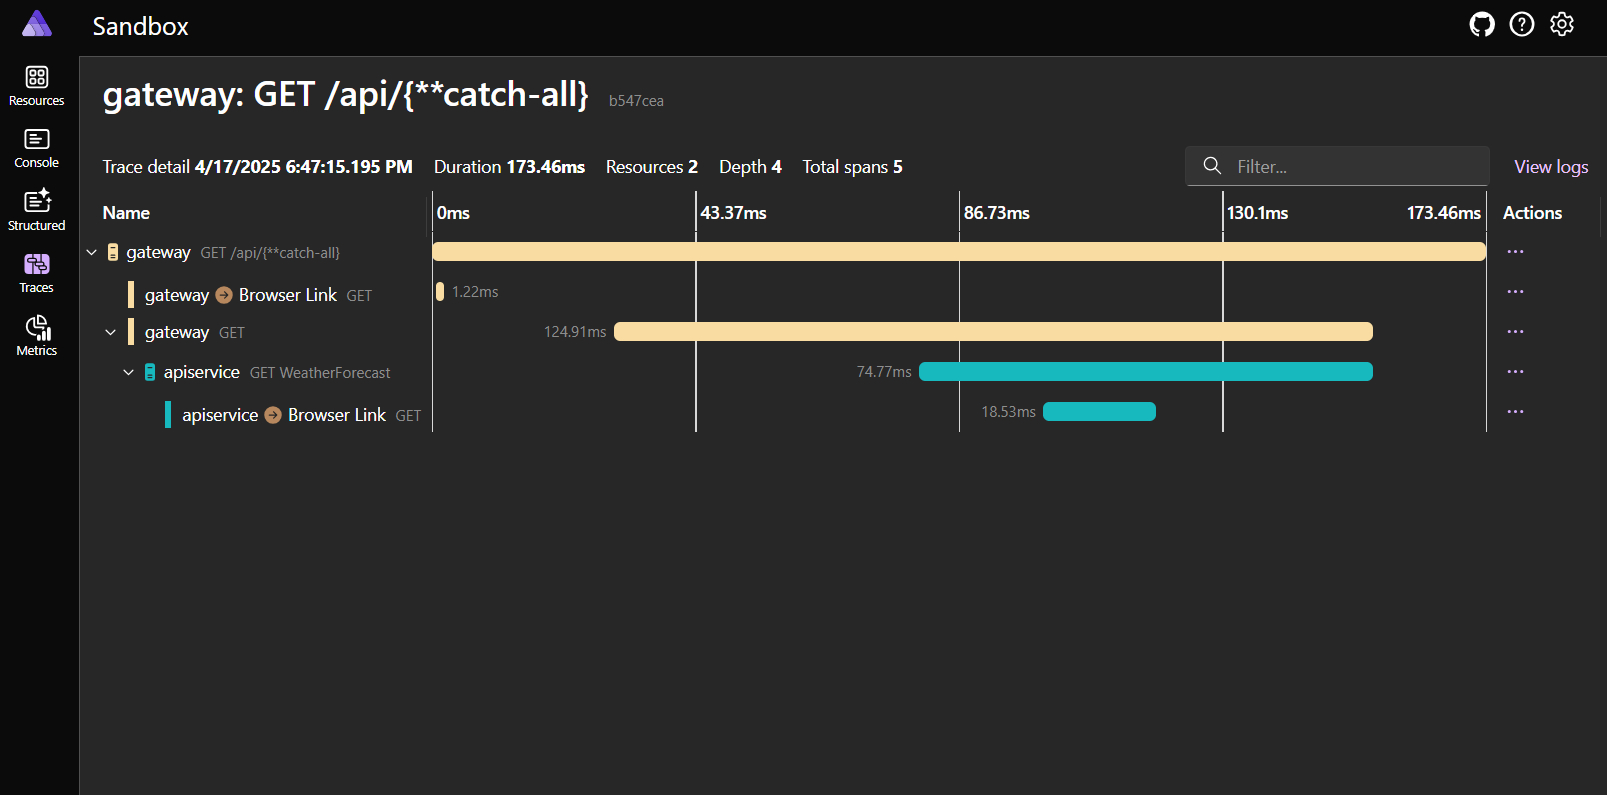 Sandbox
Resources
Console
Structured
Traces
Metrics
gateway: GET /api/{**catch-all} b547cea
Trace detail 4/17/2025 6:47:15.195 PM Duration 173.46ms Resources 2 Depth 4 Total spans 5 Filter... View logs
Name 0ms 43.37ms 86.73ms 130.1ms 173.46ms Actions
gateway GET /api/{**catch-all}
gateway Browser Link GET 1.22ms
gateway GET 124.91ms
apiservice GET WeatherForecast 74.77ms
apiservice Browser Link GET 18.53ms